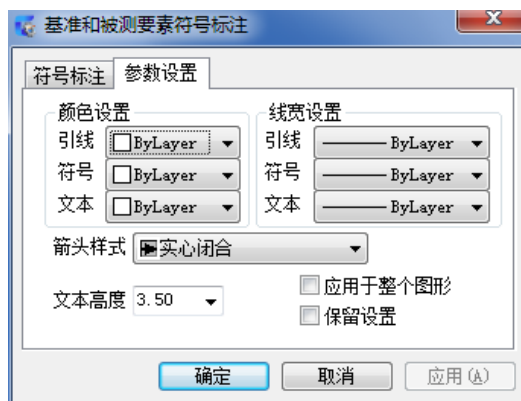 基准和被测要素符号标注
符号标注 参数设置
颜色设置 线宽设置
引线 ByLayer 引线 ByLayer
符号 ByLayer 符号 ByLayer
文本 ByLayer 文本 ByLayer
箭头样式 实心闭合
文本高度 3.50 应用于整个图形
保留设置
确定 取消 应用(A)